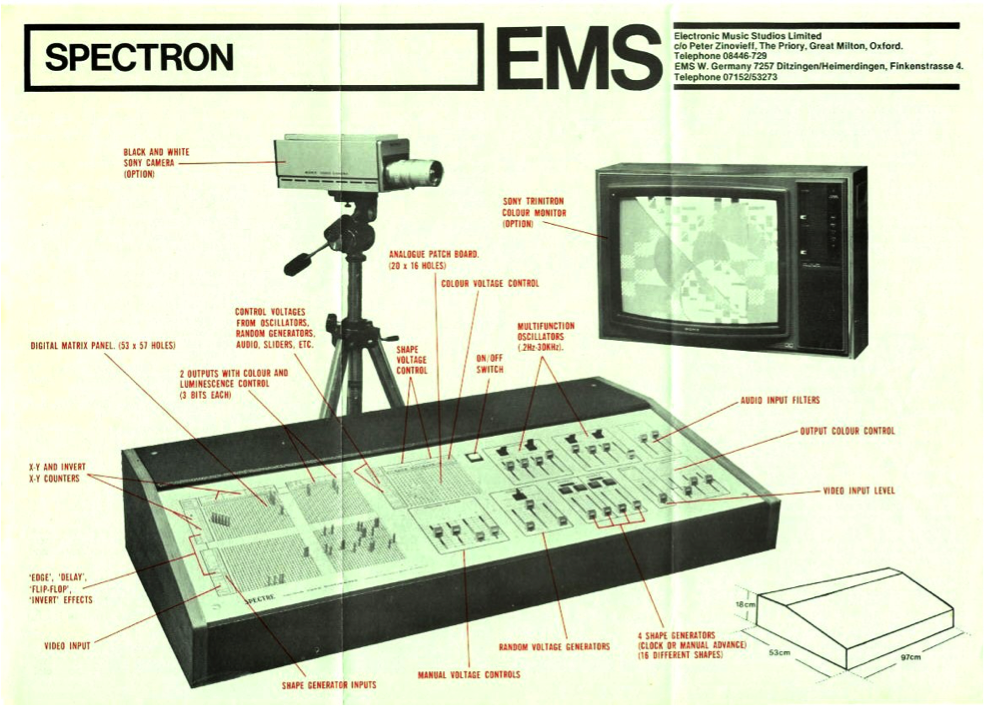 SPECTRON
EMS
Electronic Music Studios Limited
c/o Peter Zinovieff, The Priory, Great Milton, Oxford.
Telephone 08446-729
EMS W. Germany 7257 Ditzingen/Heimerdingen, Finkenstrasse 4.
Telephone 07152/53273
BLACK AND WHITE
SONY CAMERA
(OPTION)
SONY TRINITRON
COLOUR MONITOR
(OPTION)
ANALOGUE PATCH BOARD.
(20 x 16 HOLES)
COLOUR VOLTAGE CONTROL
CONTROL VOLTAGES
FROM OSCILLATORS,
RANDOM GENERATORS,
AUDIO, SLIDERS, ETC.
MULTIFUNCTION
OSCILLATORS
(.2Hz-30KHz).
DIGITAL MATRIX PANEL. (53 x 57 HOLES)
SHAPE
VOLTAGE
CONTROL
ON/OFF
SWITCH
2 OUTPUTS WITH COLOUR AND
LUMINESCENCE CONTROL
(3 BITS EACH)
AUDIO INPUT FILTERS
OUTPUT COLOUR CONTROL
X-Y AND INVERT
X-Y COUNTERS
VIDEO INPUT LEVEL
'EDGE', 'DELAY',
'FLIP-FLOP',
'INVERT' EFFECTS
SPECTRE
VIDEO INPUT
SHAPE GENERATOR INPUTS
MANUAL VOLTAGE CONTROLS
RANDOM VOLTAGE GENERATORS
4 SHAPE GENERATORS
(CLOCK OR MANUAL ADVANCE)
(16 DIFFERENT SHAPES)
18cm
53cm
97cm